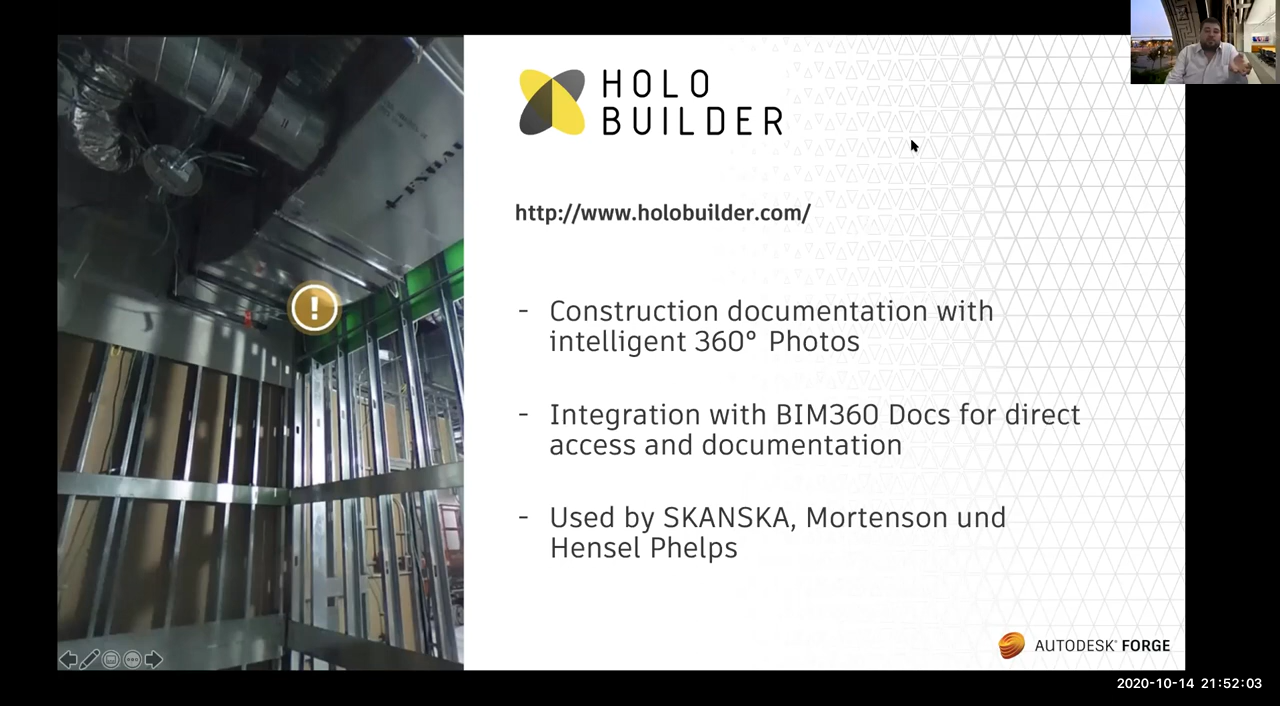 HOLO
BUILDER
http://www.holobuilder.com/
- Construction documentation with
intelligent 360° Photos
- Integration with BIM360 Docs for direct
access and documentation
- Used by SKANSKA, Mortenson und
Hensel Phelps
AUTODESK® FORGE
2020-10-14 21:52:03